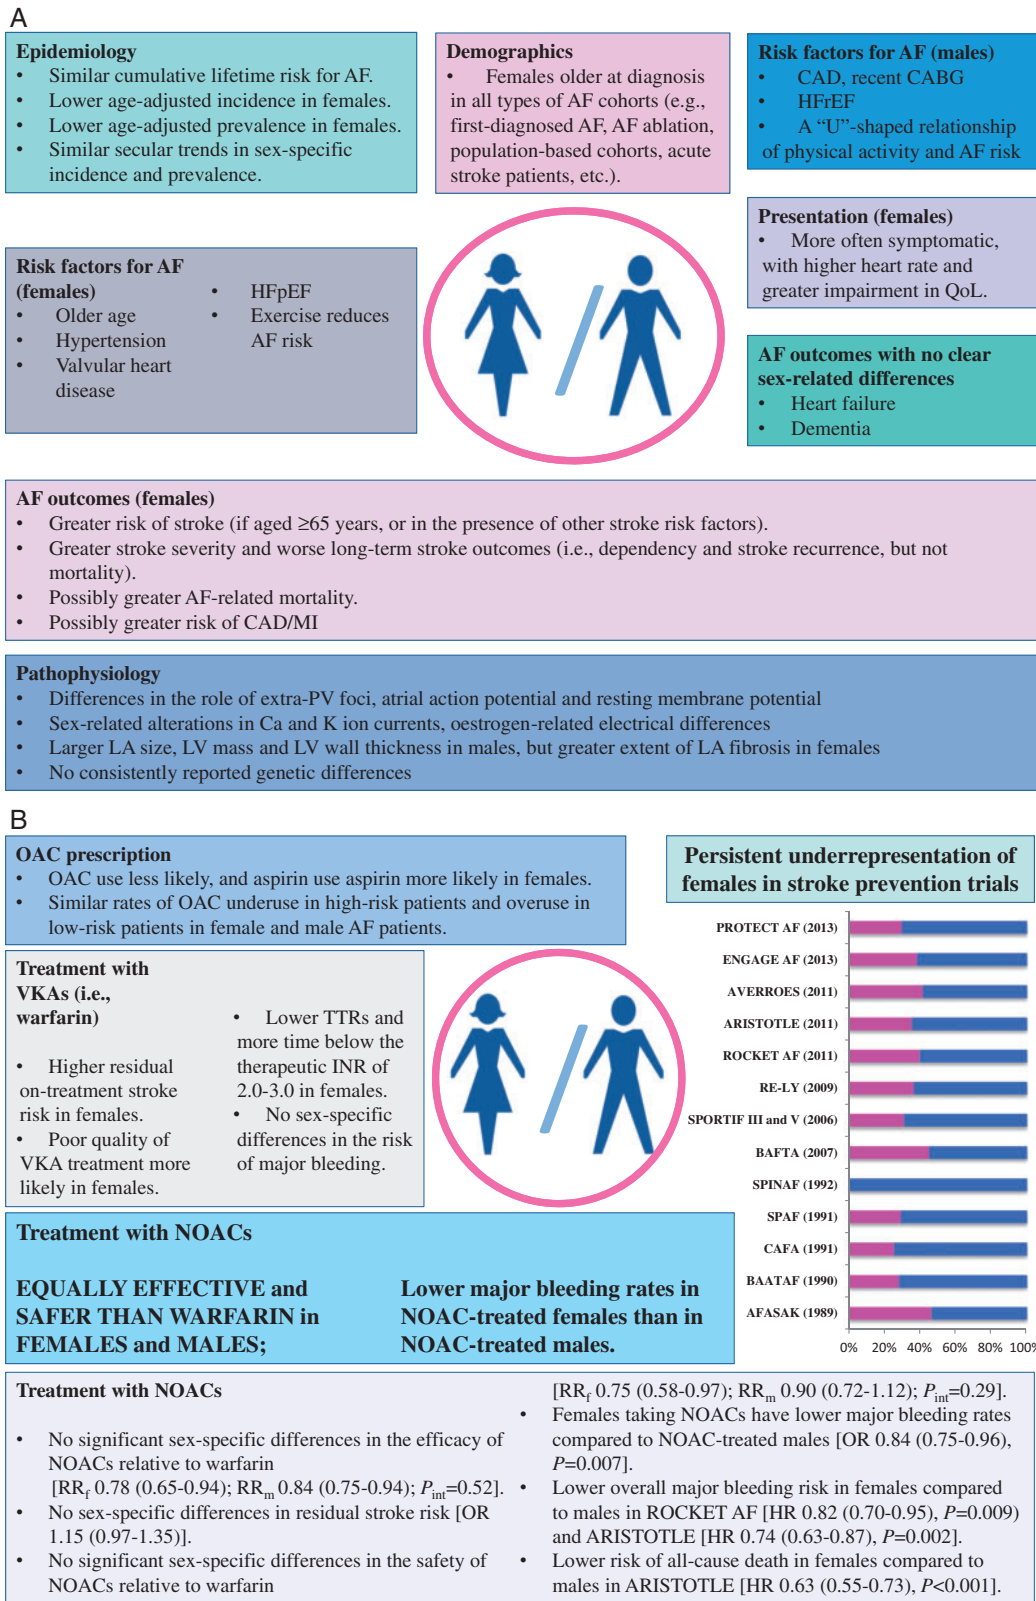 A
Epidemiology
• Similar cumulative lifetime risk for AF.
• Lower age-adjusted incidence in females.
• Lower age-adjusted prevalence in females.
• Similar secular trends in sex-specific
incidence and prevalence.
Demographics
• Females older at diagnosis
in all types of AF cohorts (e.g.,
first-diagnosed AF, AF ablation,
population-based cohorts, acute
stroke patients, etc.).
Risk factors for AF (males)
• CAD, recent CABG
• HFrEF
• A “U”-shaped relationship
of physical activity and AF risk
Presentation (females)
• More often symptomatic,
with higher heart rate and
greater impairment in QoL.
Risk factors for AF
(females)
• Older age
• Hypertension
• Valvular heart
disease
• HFpEF
• Exercise reduces
AF risk
AF outcomes with no clear
sex-related differences
• Heart failure
• Dementia
AF outcomes (females)
• Greater risk of stroke (if aged ≥65 years, or in the presence of other stroke risk factors).
• Greater stroke severity and worse long-term stroke outcomes (i.e., dependency and stroke recurrence, but not
mortality).
• Possibly greater AF-related mortality.
• Possibly greater risk of CAD/MI
Pathophysiology
• Differences in the role of extra-PV foci, atrial action potential and resting membrane potential
• Sex-related alterations in Ca and K ion currents, oestrogen-related electrical differences
• Larger LA size, LV mass and LV wall thickness in males, but greater extent of LA fibrosis in females
• No consistently reported genetic differences
B
OAC prescription
• OAC use less likely, and aspirin use aspirin more likely in females.
• Similar rates of OAC underuse in high-risk patients and overuse in
low-risk patients in female and male AF patients.
Persistent underrepresentation of
females in stroke prevention trials
PROTECT AF (2013)
ENGAGE AF (2013)
AVERROES (2011)
ARISTOTLE (2011)
ROCKET AF (2011)
RE-LY (2009)
SPORTIF III and V (2006)
BAFTA (2007)
SPINAF (1992)
SPAF (1991)
CAFA (1991)
BAATAF (1990)
AFASAK (1989)
0% 20% 40% 60% 80% 100%
Treatment with
VKAs (i.e.,
warfarin)
• Higher residual
on-treatment stroke
risk in females.
• Poor quality of
VKA treatment more
likely in females.
• Lower TTRs and
more time below the
therapeutic INR of
2.0-3.0 in females.
• No sex-specific
differences in the risk
of major bleeding.
Treatment with NOACs
EQUALLY EFFECTIVE and
SAFER THAN WARFARIN in
FEMALES and MALES;
Lower major bleeding rates in
NOAC-treated females than in
NOAC-treated males.
Treatment with NOACs
• No significant sex-specific differences in the efficacy of
NOACs relative to warfarin
[RRf 0.78 (0.65-0.94); RRm 0.84 (0.75-0.94); Pint=0.52].
• No sex-specific differences in residual stroke risk [OR
1.15 (0.97-1.35)].
• No significant sex-specific differences in the safety of
NOACs relative to warfarin
[RRf 0.75 (0.58-0.97); RRm 0.90 (0.72-1.12); Pint=0.29].
• Females taking NOACs have lower major bleeding rates
compared to NOAC-treated males [OR 0.84 (0.75-0.96),
P=0.007].
• Lower overall major bleeding risk in females compared
to males in ROCKET AF [HR 0.82 (0.70-0.95), P=0.009)
and ARISTOTLE [HR 0.74 (0.63-0.87), P=0.002].
• Lower risk of all-cause death in females compared to
males in ARISTOTLE [HR 0.63 (0.55-0.73), P<0.001].